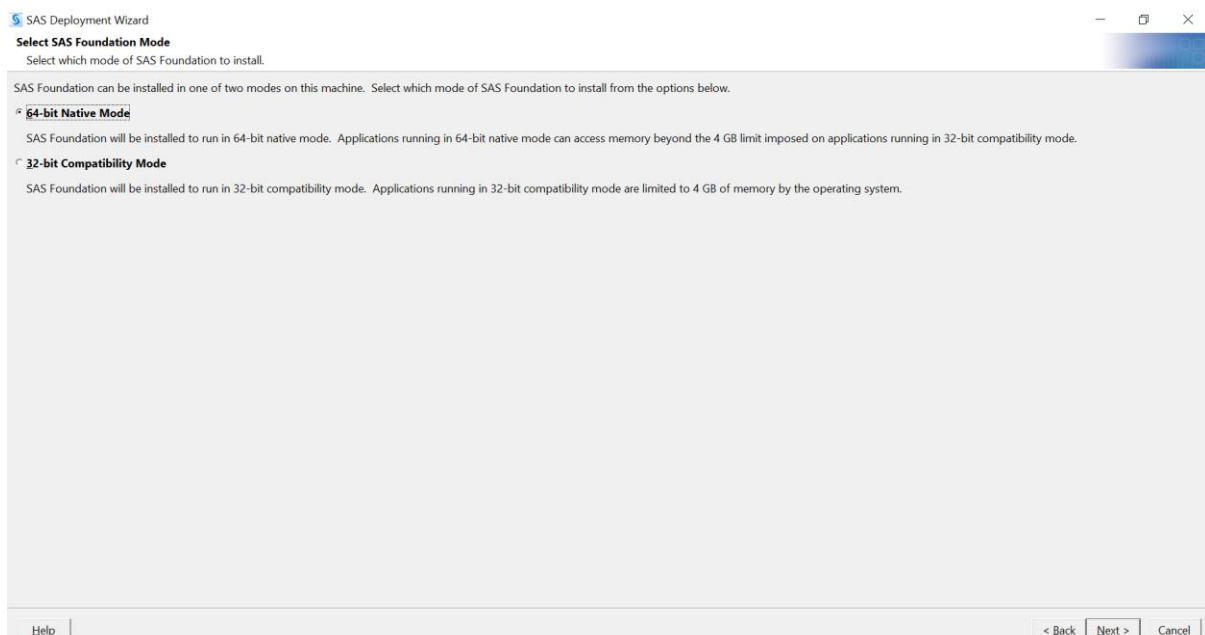 SAS Deployment Wizard
Select SAS Foundation Mode
Select which mode of SAS Foundation to install.
SAS Foundation can be installed in one of two modes on this machine.  Select which mode of SAS Foundation to install from the options below.
64-bit Native Mode
SAS Foundation will be installed to run in 64-bit native mode.  Applications running in 64-bit native mode can access memory beyond the 4 GB limit imposed on applications running in 32-bit compatibility mode.
32-bit Compatibility Mode
SAS Foundation will be installed to run in 32-bit compatibility mode.  Applications running in 32-bit compatibility mode are limited to 4 GB of memory by the operating system.
Help < Back Next > Cancel